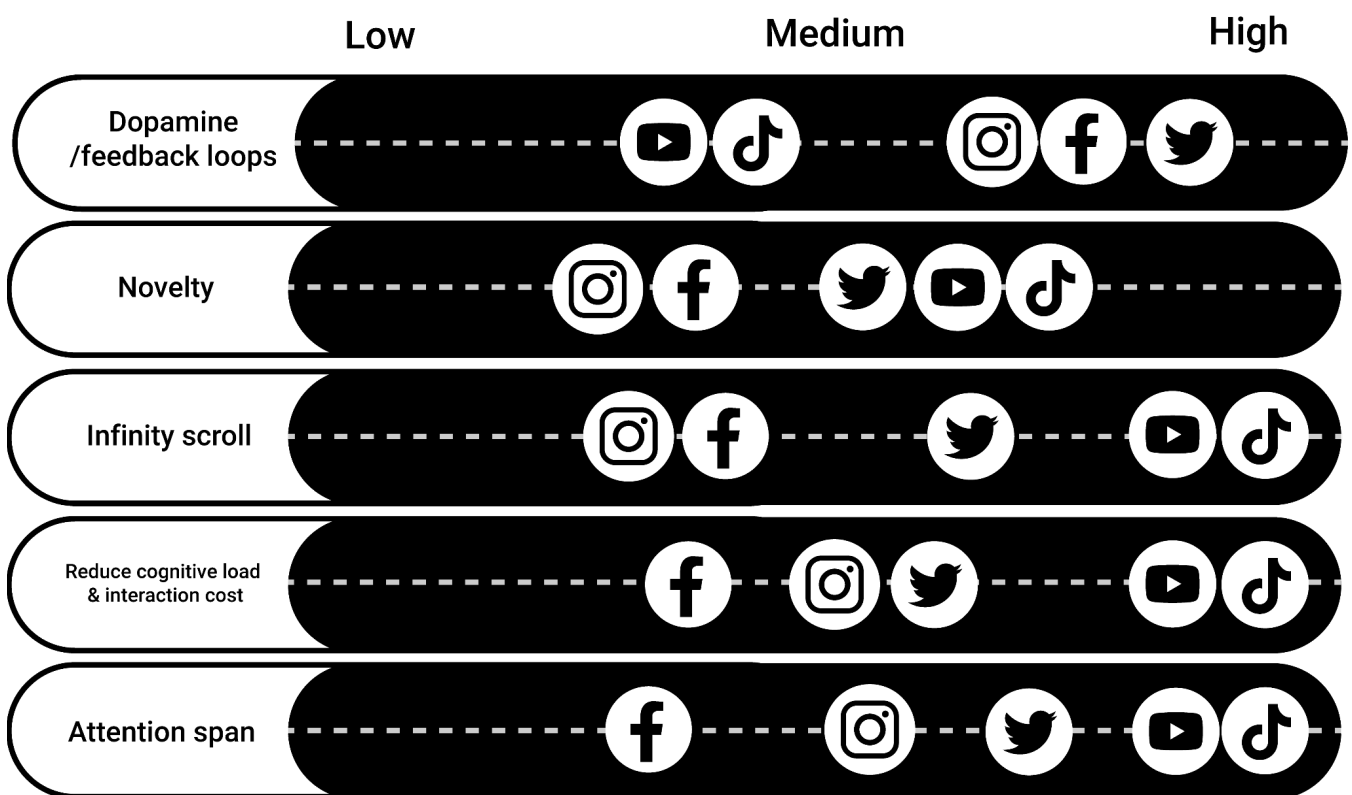 Low Medium High
Dopamine
/feedback loops
Novelty
Infinity scroll
Reduce cognitive load
& interaction cost
Attention span